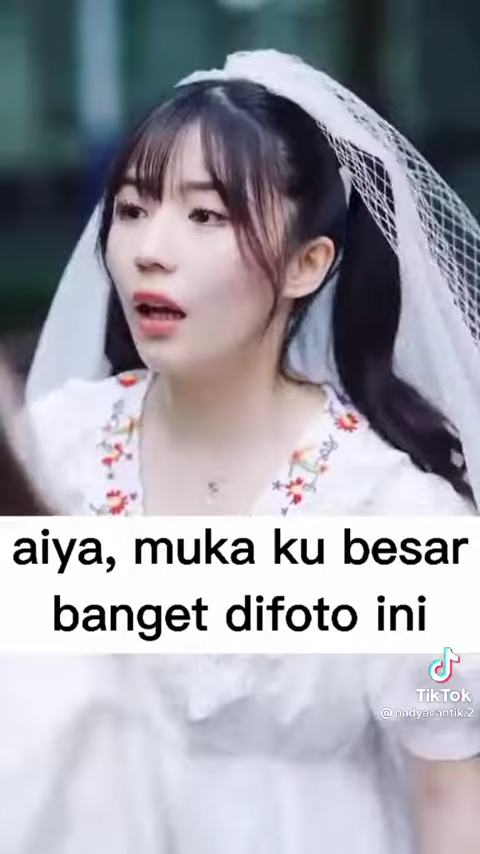 aiya, muka ku besar
banget difoto ini
TikTok
@nadyacantik.2